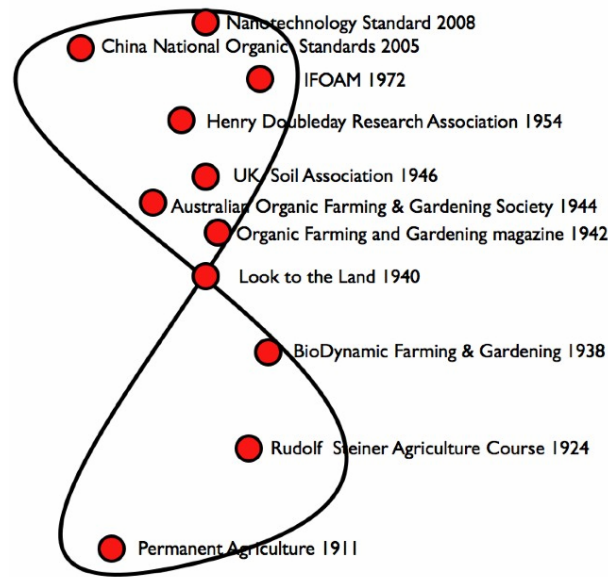 Nanotechnology Standard 2008
China National Organic Standards 2005
IFOAM 1972
Henry Doubleday Research Association 1954
UK Soil Association 1946
Australian Organic Farming & Gardening Society 1944
Organic Farming and Gardening magazine 1942
Look to the Land 1940
BioDynamic Farming & Gardening 1938
Rudolf Steiner Agriculture Course 1924
Permanent Agriculture 1911